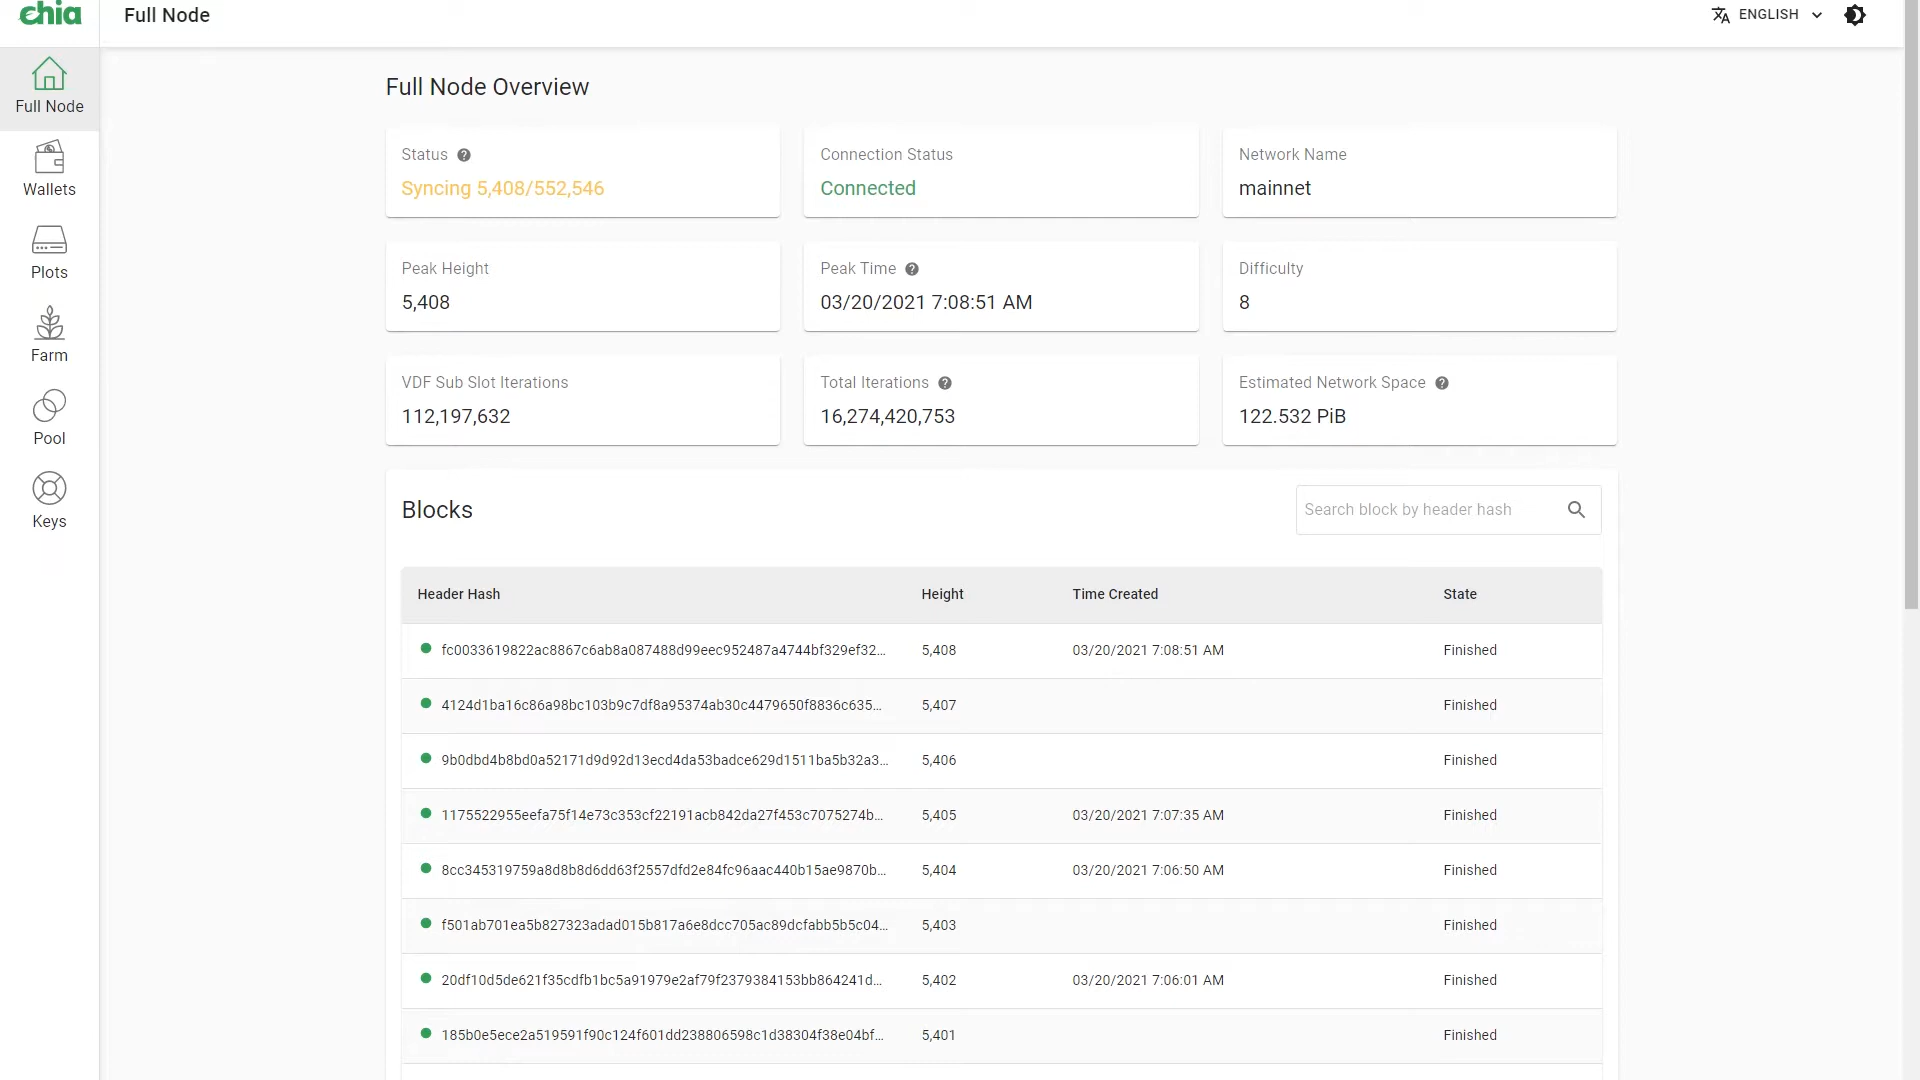 chia
Full Node
ENGLISH
Full Node
Wallets
Plots
Farm
Pool
Keys
Full Node Overview
Status
Syncing 5,408/552,546
Connection Status
Connected
Network Name
mainnet
Peak Height
5,408
Peak Time
03/20/2021 7:08:51 AM
Difficulty
8
VDF Sub Slot Iterations
112,197,632
Total Iterations
16,274,420,753
Estimated Network Space
122.532 PiB
Blocks
Search block by header hash
Header Hash Height Time Created State
fc0033619822ac8867c6ab8a087488d99eec952487a4744bf329ef32... 5,408 03/20/2021 7:08:51 AM Finished
4124d1ba16c86a98bc103b9c7df8a95374ab30c4479650f8836c635... 5,407 Finished
9b0dbd4b8bd0a52171d9d92d13ecd4da53badce629d1511ba5b32a3... 5,406 Finished
1175522955eefa75f14e73c353cf22191acb842da27f453c7075274b... 5,405 03/20/2021 7:07:35 AM Finished
8cc345319759a8d8b8d6dd63f2557dfd2e84fc96aac440b15ae9870b... 5,404 03/20/2021 7:06:50 AM Finished
f501ab701ea5b827323adad015b817a6e8dcc705ac89dcfabb5b5c04... 5,403 Finished
20df10d5de621f35cdfb1bc5a91979e2af79f2379384153bb864241d... 5,402 03/20/2021 7:06:01 AM Finished
185b0e5ece2a519591f90c124f601dd238806598c1d38304f38e04bf... 5,401 Finished